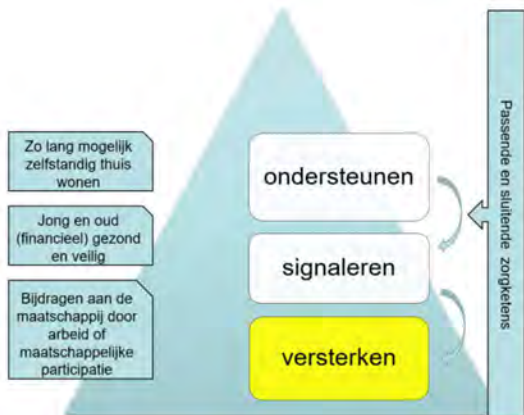 Zo lang mogelijk
zelfstandig thuis
wonen
Jong en oud
(financieel) gezond
en veilig
Bijdragen aan de
maatschappij door
arbeid of
maatschappelijke
participatie
ondersteunen
signaleren
versterken
Passende en sluitende zorgketens